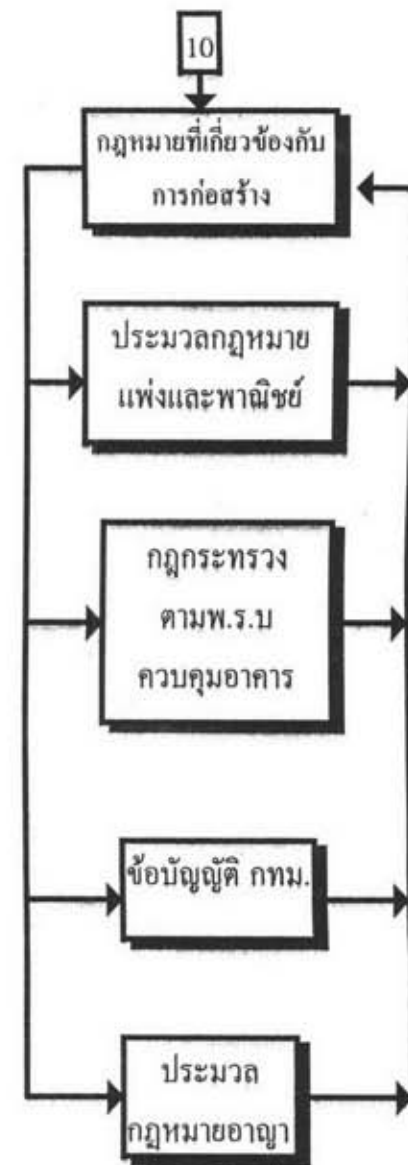 10
กฎหมายที่เกี่ยวข้องกับ
การก่อสร้าง
ประมวลกฎหมาย
แพ่งและพาณิชย์
กฎกระทรวง
ตามพ.ร.บ
ควบคุมอาคาร
ข้อบัญญัติ กทม.
ประมวล
กฎหมายอาญา